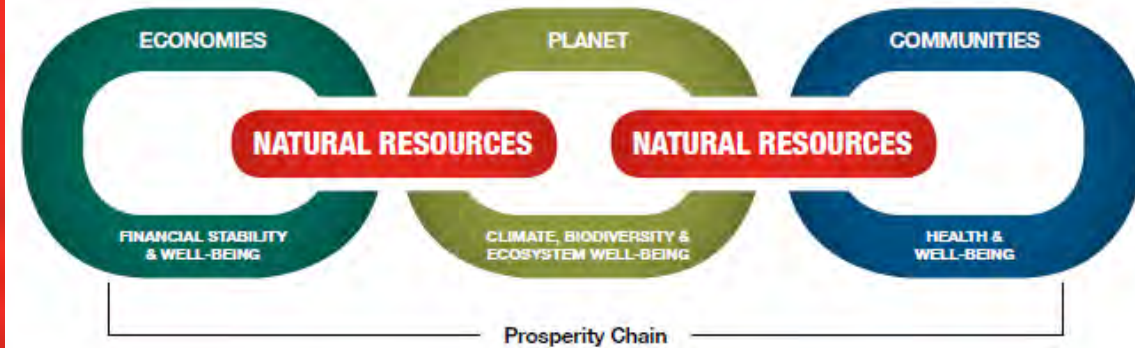 ECONOMIES
PLANET
COMMUNITIES
NATURAL RESOURCES
NATURAL RESOURCES
FINANCIAL STABILITY
& WELL-BEING
CLIMATE, BIODIVERSITY &
ECOSYSTEM WELL-BEING
HEALTH &
WELL-BEING
Prosperity Chain